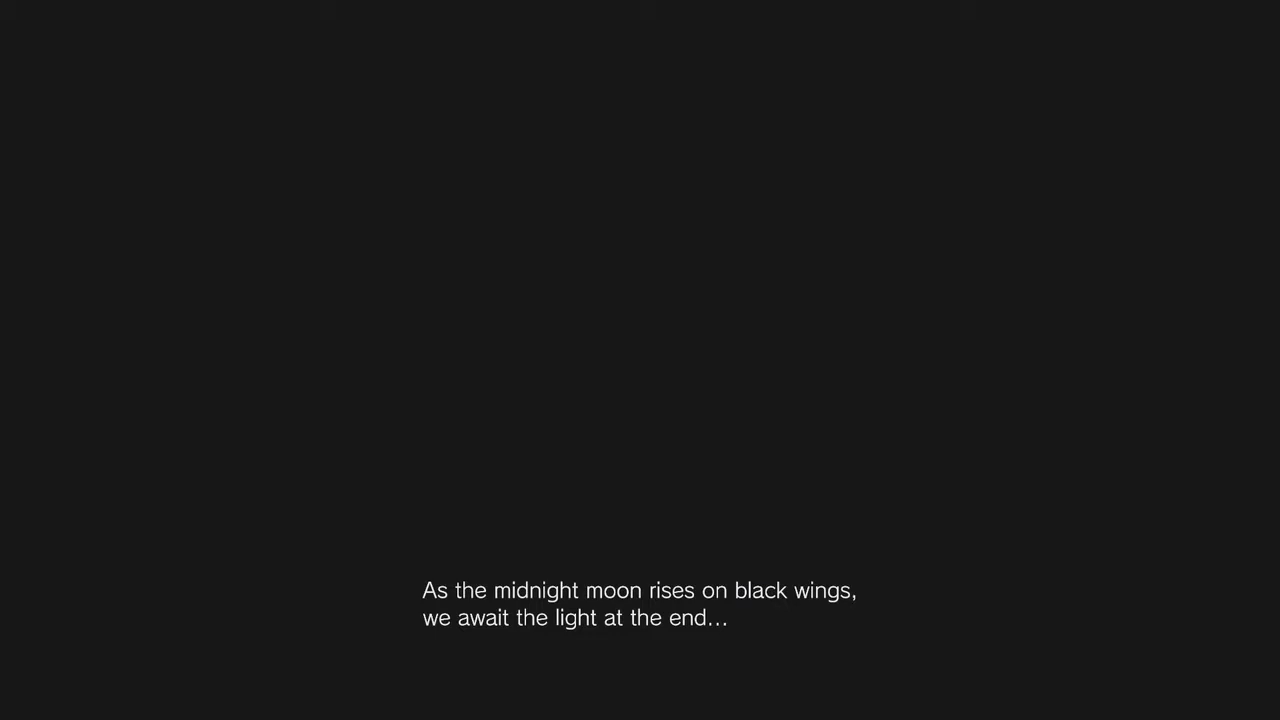 As the midnight moon rises on black wings,
we await the light at the end…